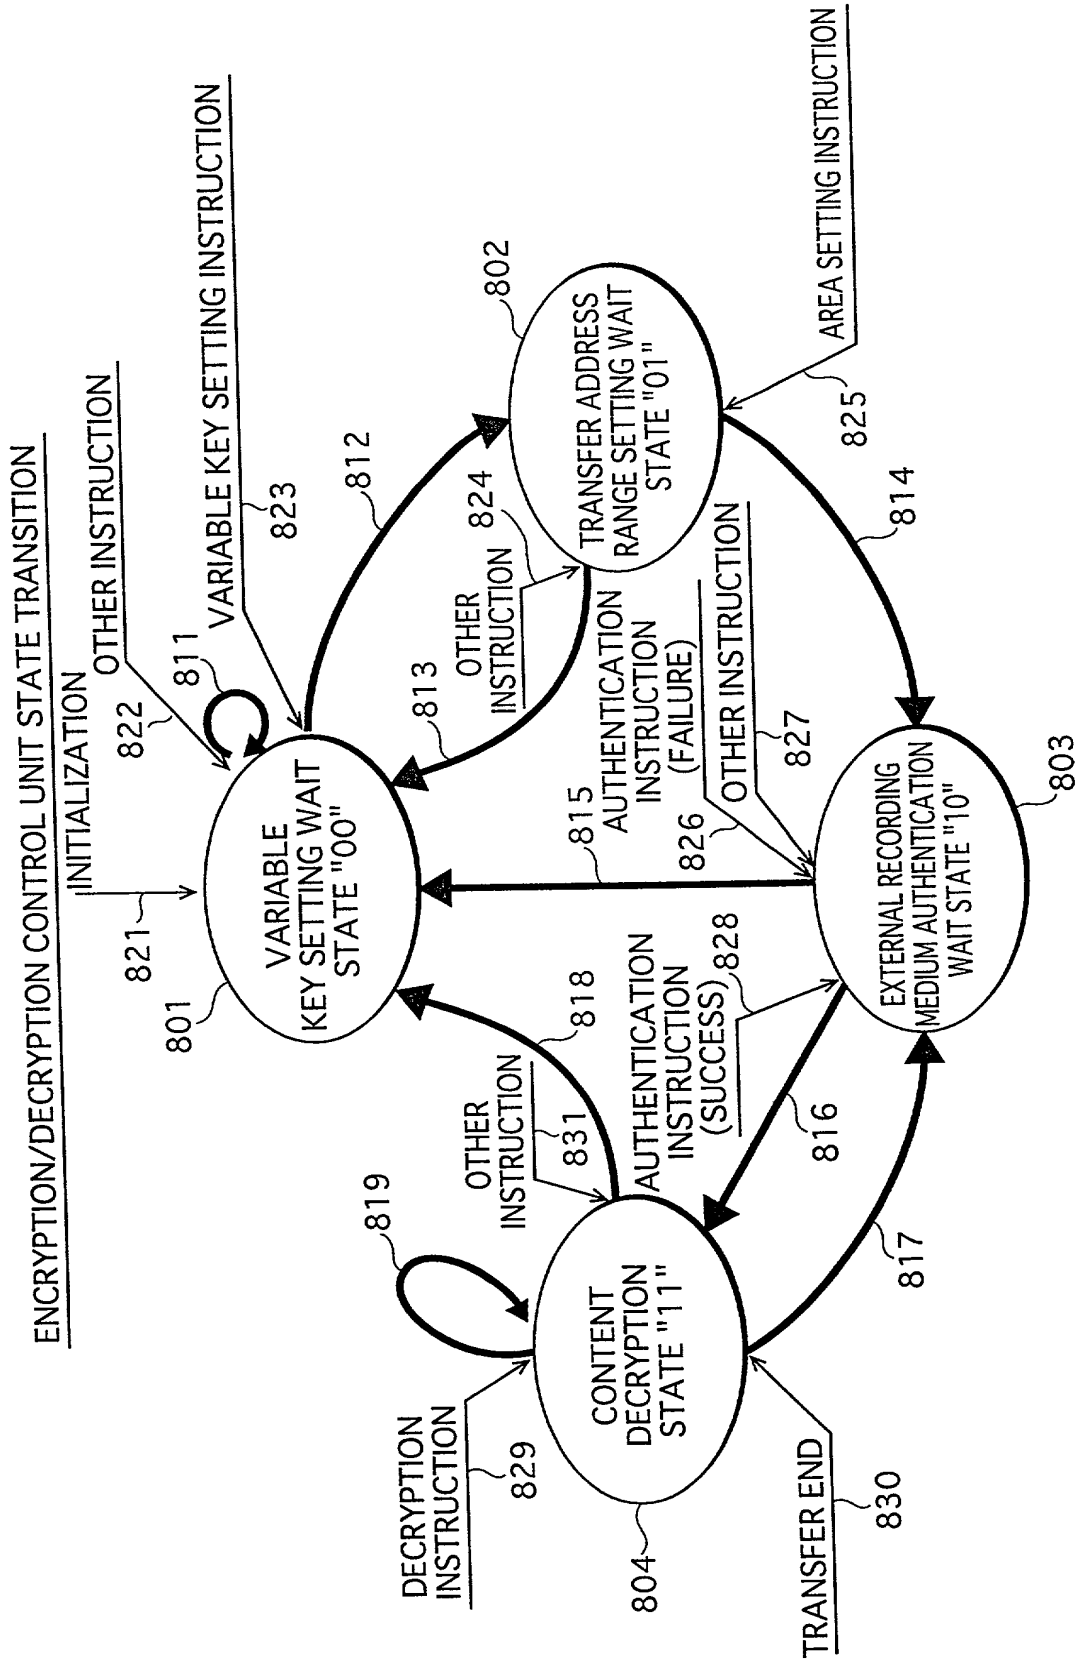 ENCRYPTION/DECRYPTION CONTROL UNIT STATE TRANSITION
INITIALIZATION
821
OTHER INSTRUCTION
822
811
VARIABLE KEY SETTING INSTRUCTION
823
801
VARIABLE
KEY SETTING WAIT
STATE "00"
812
802
TRANSFER ADDRESS
RANGE SETTING WAIT
STATE "01"
813
OTHER
INSTRUCTION
824
AREA SETTING INSTRUCTION
825
814
815
AUTHENTICATION
INSTRUCTION
(FAILURE)
826
OTHER INSTRUCTION
827
EXTERNAL RECORDING
MEDIUM AUTHENTICATION
WAIT STATE "10"
803
818
OTHER
INSTRUCTION
831
AUTHENTICATION
INSTRUCTION
(SUCCESS)
828
816
817
819
DECRYPTION
INSTRUCTION
829
CONTENT
DECRYPTION
STATE "11"
804
TRANSFER END
830